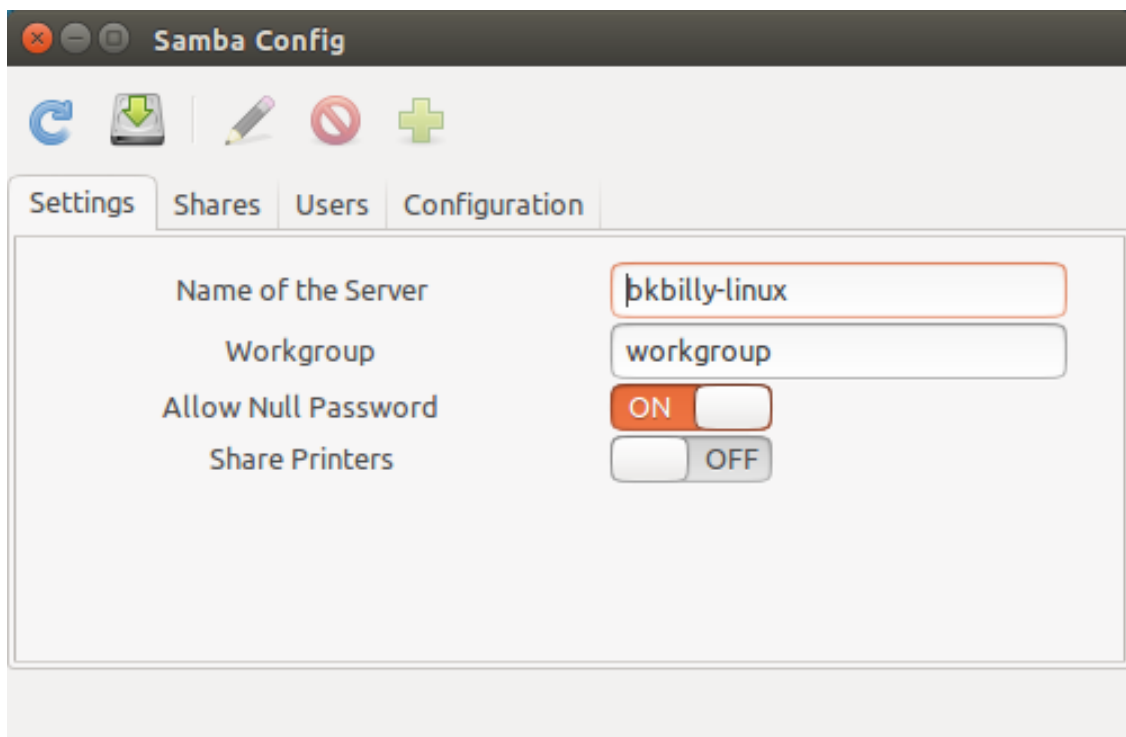 Samba Config
Settings Shares Users Configuration
Name of the Server bkbilly-linux
Workgroup workgroup
Allow Null Password ON
Share Printers OFF